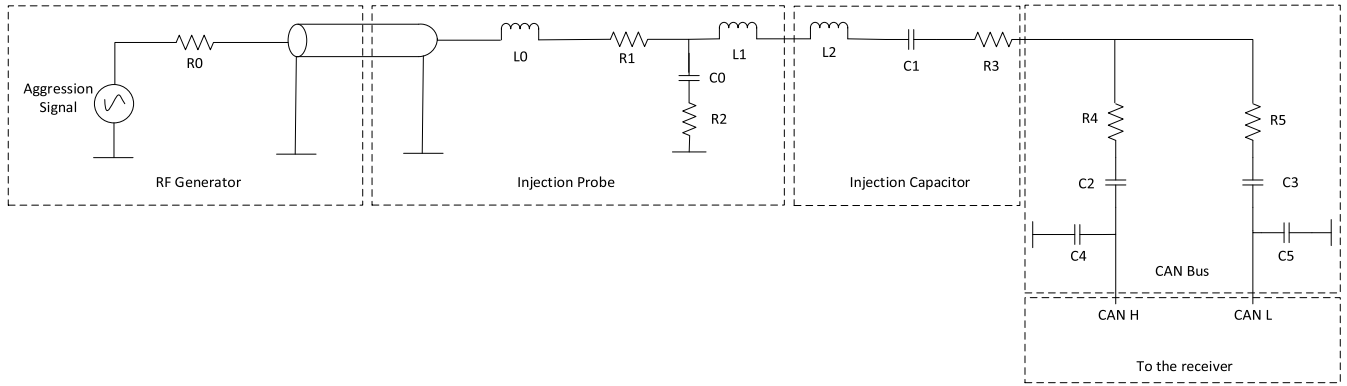 Aggression
Signal
R0
RF Generator
L0
R1
C0
R2
L1
Injection Probe
L2
C1
R3
Injection Capacitor
R4
R5
C2
C3
C4
C5
CAN Bus
CAN H
CAN L
To the receiver